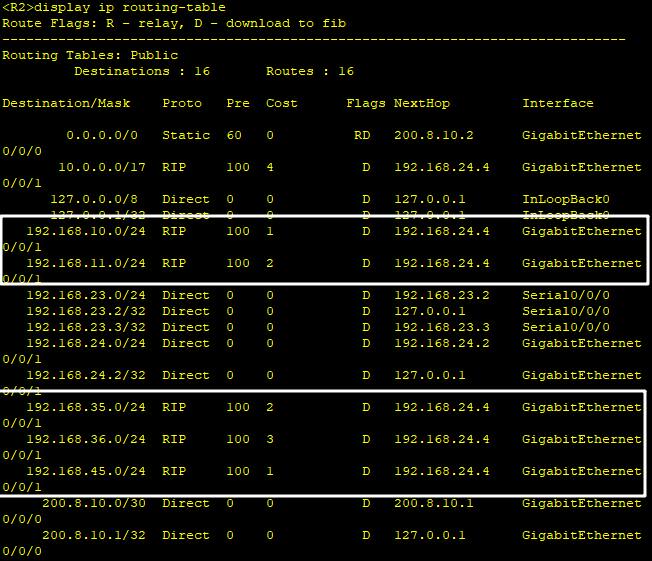 <R2>display ip routing-table
Route Flags: R - relay, D - download to fib
------------------------------------------------------------------------------
Routing Tables: Public
         Destinations : 16       Routes : 16

Destination/Mask    Proto   Pre  Cost      Flags NextHop         Interface

        0.0.0.0/0   Static  60   0          RD   200.8.10.2      GigabitEthernet
0/0/0
       10.0.0.0/17  RIP     100  4           D   192.168.24.4    GigabitEthernet
0/0/1
      127.0.0.0/8   Direct  0    0           D   127.0.0.1       InLoopBack0
      127.0.0.1/32  Direct  0    0           D   127.0.0.1       InLoopBack0
   192.168.10.0/24  RIP     100  1           D   192.168.24.4    GigabitEthernet
0/0/1
   192.168.11.0/24  RIP     100  2           D   192.168.24.4    GigabitEthernet
0/0/1
   192.168.23.0/24  Direct  0    0           D   192.168.23.2    Serial0/0/0
   192.168.23.2/32  Direct  0    0           D   127.0.0.1       Serial0/0/0
   192.168.23.3/32  Direct  0    0           D   192.168.23.3    Serial0/0/0
   192.168.24.0/24  Direct  0    0           D   192.168.24.2    GigabitEthernet
0/0/1
   192.168.24.2/32  Direct  0    0           D   127.0.0.1       GigabitEthernet
0/0/1
   192.168.35.0/24  RIP     100  2           D   192.168.24.4    GigabitEthernet
0/0/1
   192.168.36.0/24  RIP     100  3           D   192.168.24.4    GigabitEthernet
0/0/1
   192.168.45.0/24  RIP     100  1           D   192.168.24.4    GigabitEthernet
0/0/1
     200.8.10.0/30  Direct  0    0           D   200.8.10.1      GigabitEthernet
0/0/0
     200.8.10.1/32  Direct  0    0           D   127.0.0.1       GigabitEthernet
0/0/0